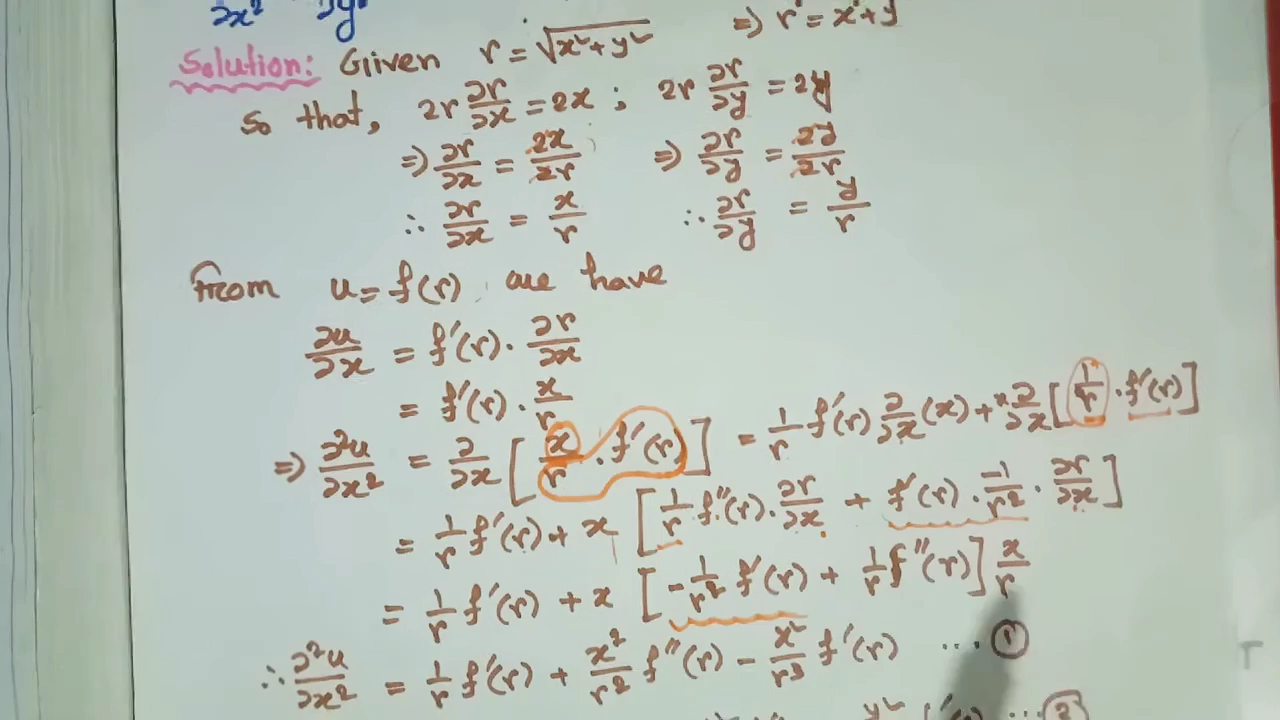 ∂x² ∂y²
Solution: Giiven r = √(x²+y²) ⇒ r² = x²+y
so that, 2r ∂r/∂x = 2x ; 2r ∂r/∂y = 2y
⇒ ∂r/∂x = 2x/2r ⇒ ∂r/∂y = 2y/2r
∴ ∂r/∂x = x/r ∴ ∂r/∂y = y/r
From u = f(r) we have
∂u/∂x = f'(r) · ∂r/∂x
= f'(r) · x/r
⇒ ∂²u/∂x² = ∂/∂x [x/r · f'(r)] = 1/r f'(r) ∂/∂x (x) + x ∂/∂x [1/r · f'(r)]
= 1/r f'(r) + x [1/r f''(r) · ∂r/∂x + f'(r) · -1/r² · ∂r/∂x]
= 1/r f'(r) + x [-1/r² f'(r) + 1/r f''(r)] x/r
∴ ∂²u/∂x² = 1/r f'(r) + x²/r² f''(r) - x²/r³ f'(r) ... ①